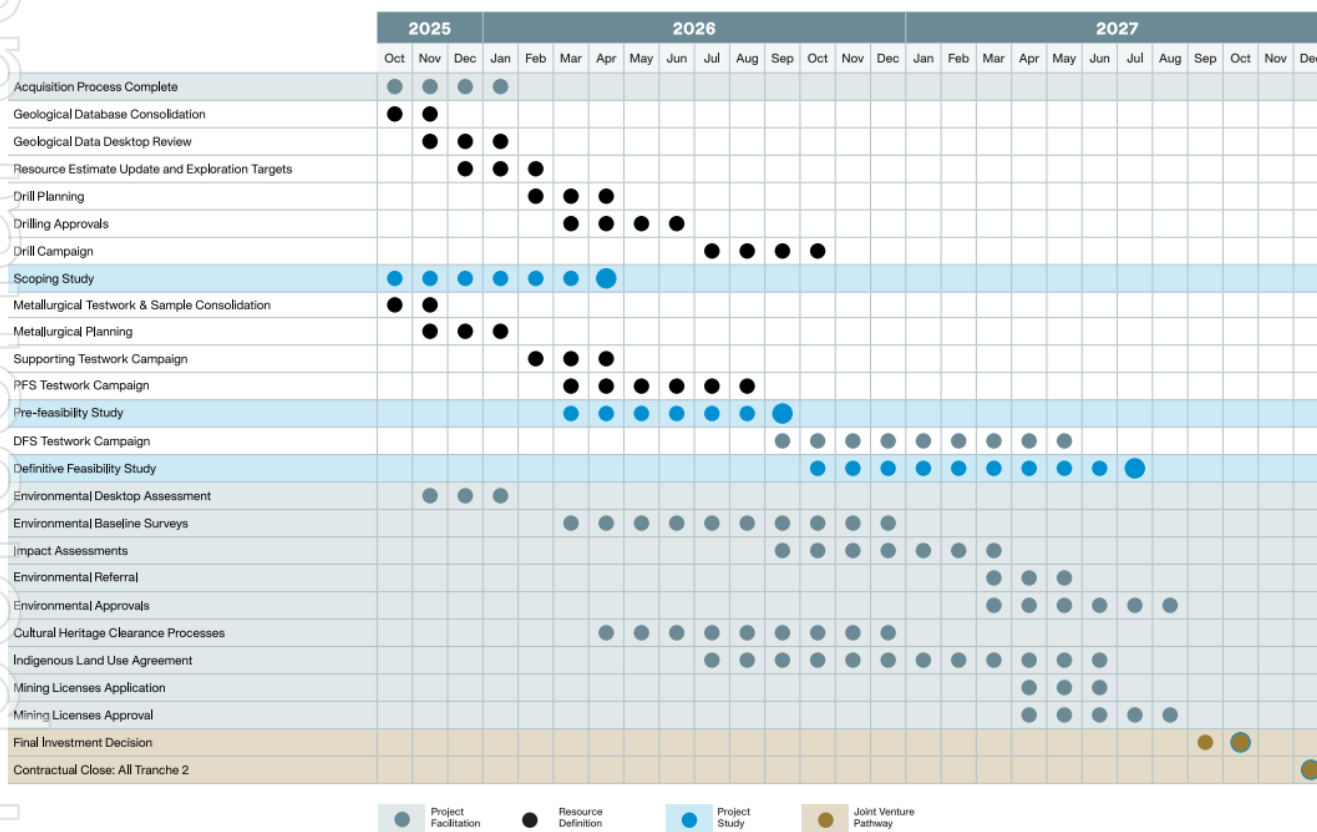 2025 2026 2027
Oct Nov Dec Jan Feb Mar Apr May Jun Jul Aug Sep Oct Nov Dec Jan Feb Mar Apr May Jun Jul Aug Sep Oct Nov Dec
Acquisition Process Complete
Geological Database Consolidation
Geological Data Desktop Review
Resource Estimate Update and Exploration Targets
Drill Planning
Drilling Approvals
Drill Campaign
Scoping Study
Metallurgical Testwork & Sample Consolidation
Metallurgical Planning
Supporting Testwork Campaign
PFS Testwork Campaign
Pre-feasibility Study
DFS Testwork Campaign
Definitive Feasibility Study
Environmental Desktop Assessment
Environmental Baseline Surveys
Impact Assessments
Environmental Referral
Environmental Approvals
Cultural Heritage Clearance Processes
Indigenous Land Use Agreement
Mining Licenses Application
Mining Licenses Approval
Final Investment Decision
Contractual Close: All Tranche 2
Project Facilitation
Resource Definition
Project Study
Joint Venture Pathway